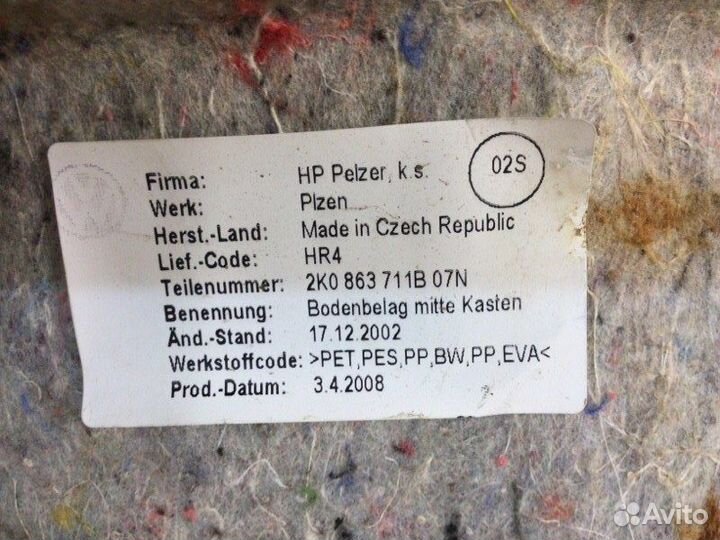 02S
Firma: HP Pelzer, k.s.
Werk: Plzen
Herst.-Land: Made in Czech Republic
Lief.-Code: HR4
Teilenummer: 2K0 863 711B 07N
Benennung: Bodenbelag mitte Kasten
Änd.-Stand: 17.12.2002
Werkstoffcode: >PET,PES,PP,BW,PP,EVA<
Prod.-Datum: 3.4.2008
Avito